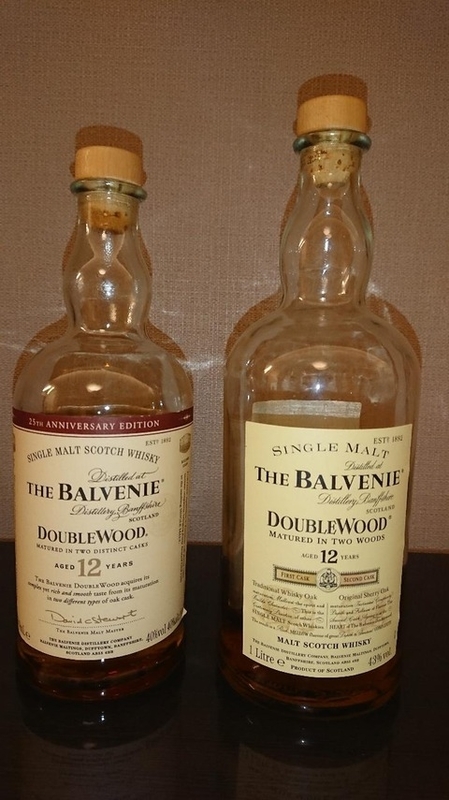 25TH ANNIVERSARY EDITION
ESTD 1892
SINGLE MALT SCOTCH WHISKY
Distilled at
THE BALVENIE®
Distillery, Banffshire
SCOTLAND
DOUBLEWOOD.
MATURED IN TWO DISTINCT CASKS
AGED 12 YEARS
THE BALVENIE DOUBLEWOOD acquires its
complex yet rich and smooth taste from its maturation
in two different types of oak cask.
David Stewart
THE BALVENIE MALT MASTER
THE BALVENIE DISTILLERY COMPANY,
BALVENIE MALTINGS, DUFFTOWN, BANFFSHIRE,
SCOTLAND AB55 4BB
40%vol
ESTD 1892
SINGLE MALT
Distilled at
THE BALVENIE®
Distillery, Banffshire
SCOTLAND
DOUBLEWOOD®
MATURED IN TWO WOODS
AGED 12 YEARS
FIRST CASK SECOND CASK
Traditional Whisky Oak Original Sherry Oak
MALT SCOTCH WHISKY
THE BALVENIE DISTILLERY COMPANY, BALVENIE MALTINGS, DUFFTOWN,
BANFFSHIRE, SCOTLAND AB55 4BB
1 Litre e 43%vol
PRODUCT OF SCOTLAND